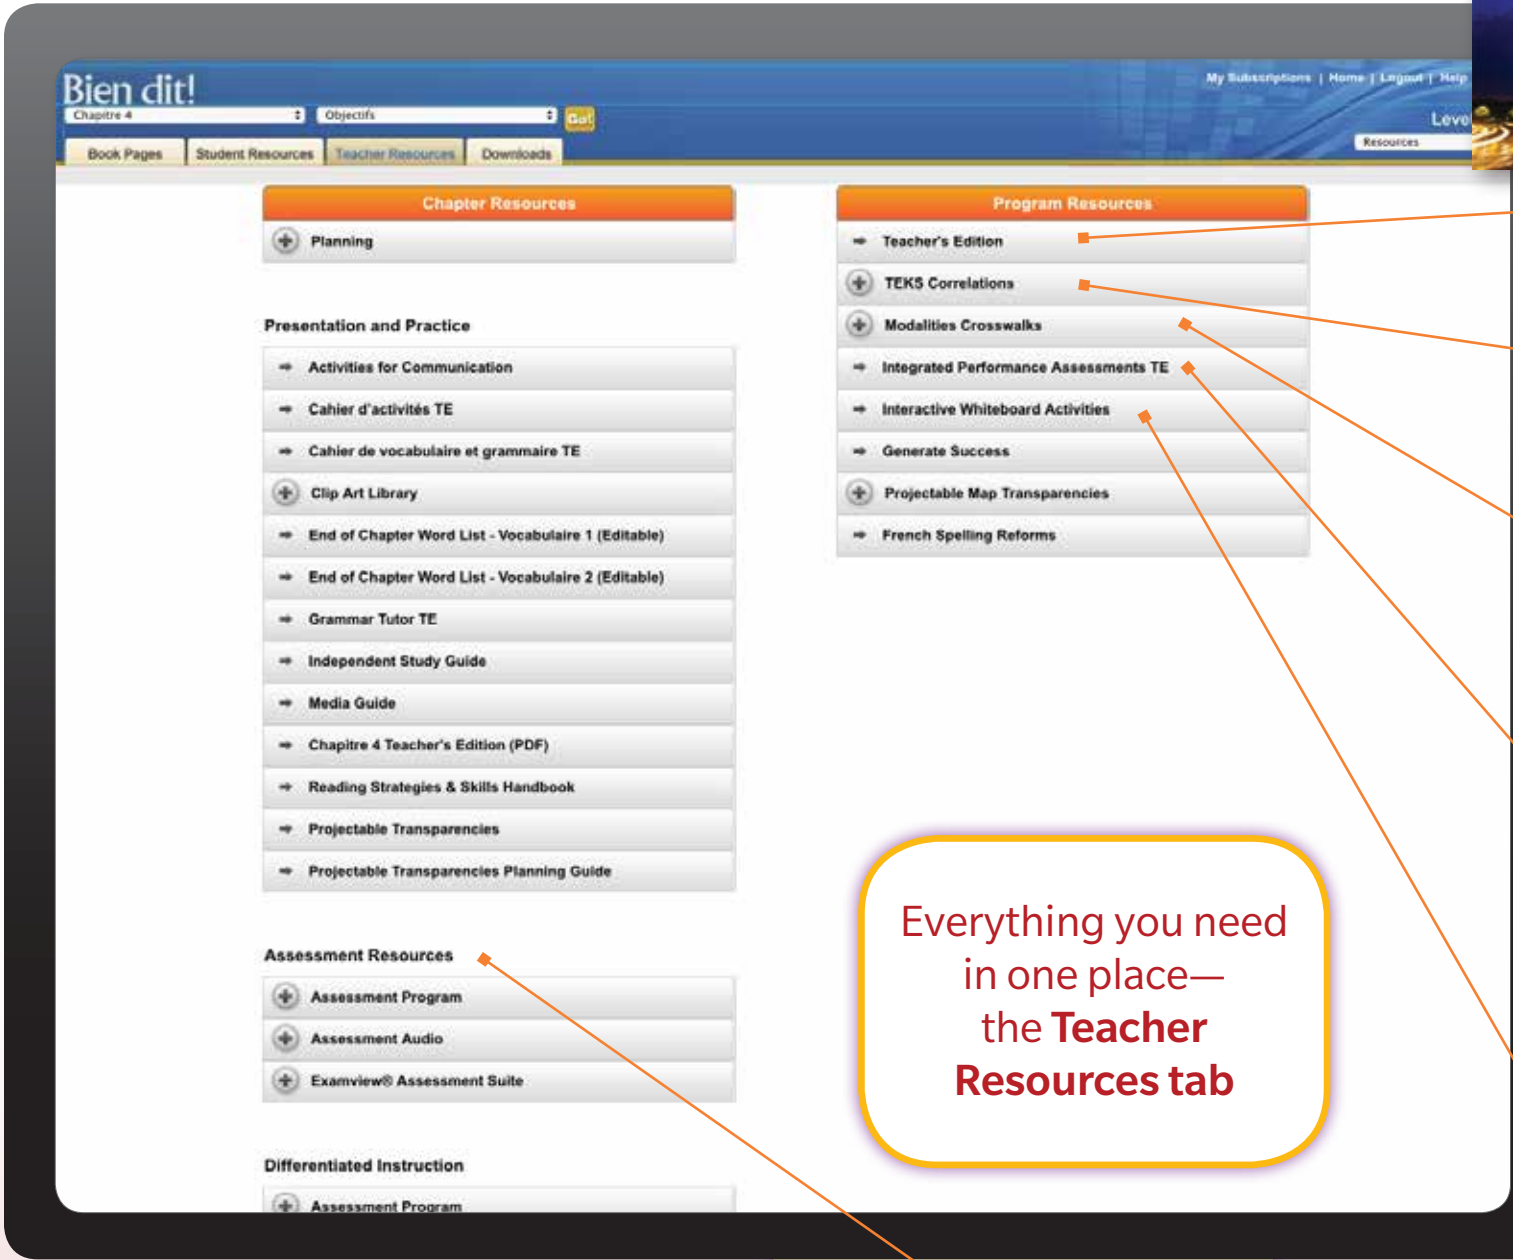 Bien dit!
My Subscriptions | Home | Logout | Help
Chapitre 4
Objectifs
Go!
Leve
Resources
Book Pages
Student Resources
Teacher Resources
Downloads
Chapter Resources
Planning
Presentation and Practice
Activities for Communication
Cahier d'activités TE
Cahier de vocabulaire et grammaire TE
Clip Art Library
End of Chapter Word List - Vocabulaire 1 (Editable)
End of Chapter Word List - Vocabulaire 2 (Editable)
Grammar Tutor TE
Independent Study Guide
Media Guide
Chapitre 4 Teacher's Edition (PDF)
Reading Strategies & Skills Handbook
Projectable Transparencies
Projectable Transparencies Planning Guide
Assessment Resources
Assessment Program
Assessment Audio
Examview® Assessment Suite
Differentiated Instruction
Assessment Program
Program Resources
Teacher's Edition
TEKS Correlations
Modalities Crosswalks
Integrated Performance Assessments TE
Interactive Whiteboard Activities
Generate Success
Projectable Map Transparencies
French Spelling Reforms
Everything you need
in one place—
the Teacher
Resources tab